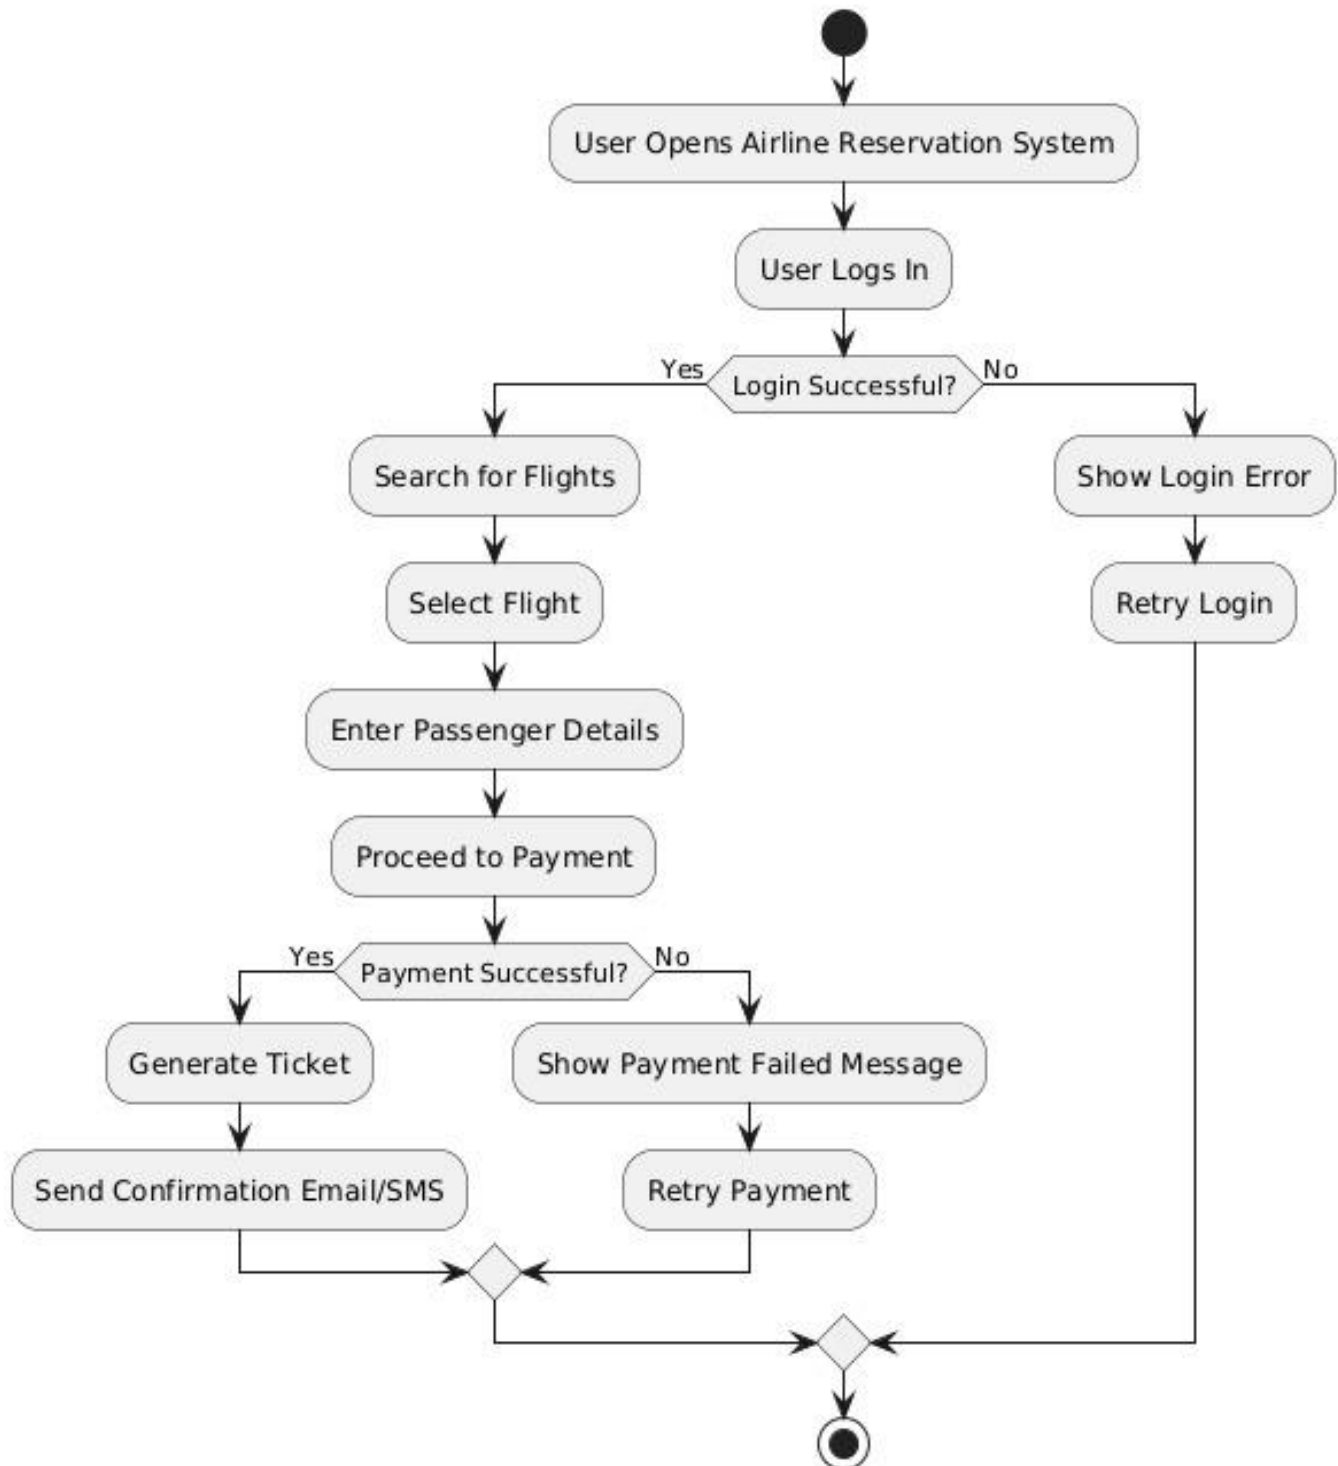 User Opens Airline Reservation System
User Logs In
Yes
Login Successful?
No
Search for Flights
Show Login Error
Select Flight
Retry Login
Enter Passenger Details
Proceed to Payment
Yes
Payment Successful?
No
Generate Ticket
Show Payment Failed Message
Send Confirmation Email/SMS
Retry Payment